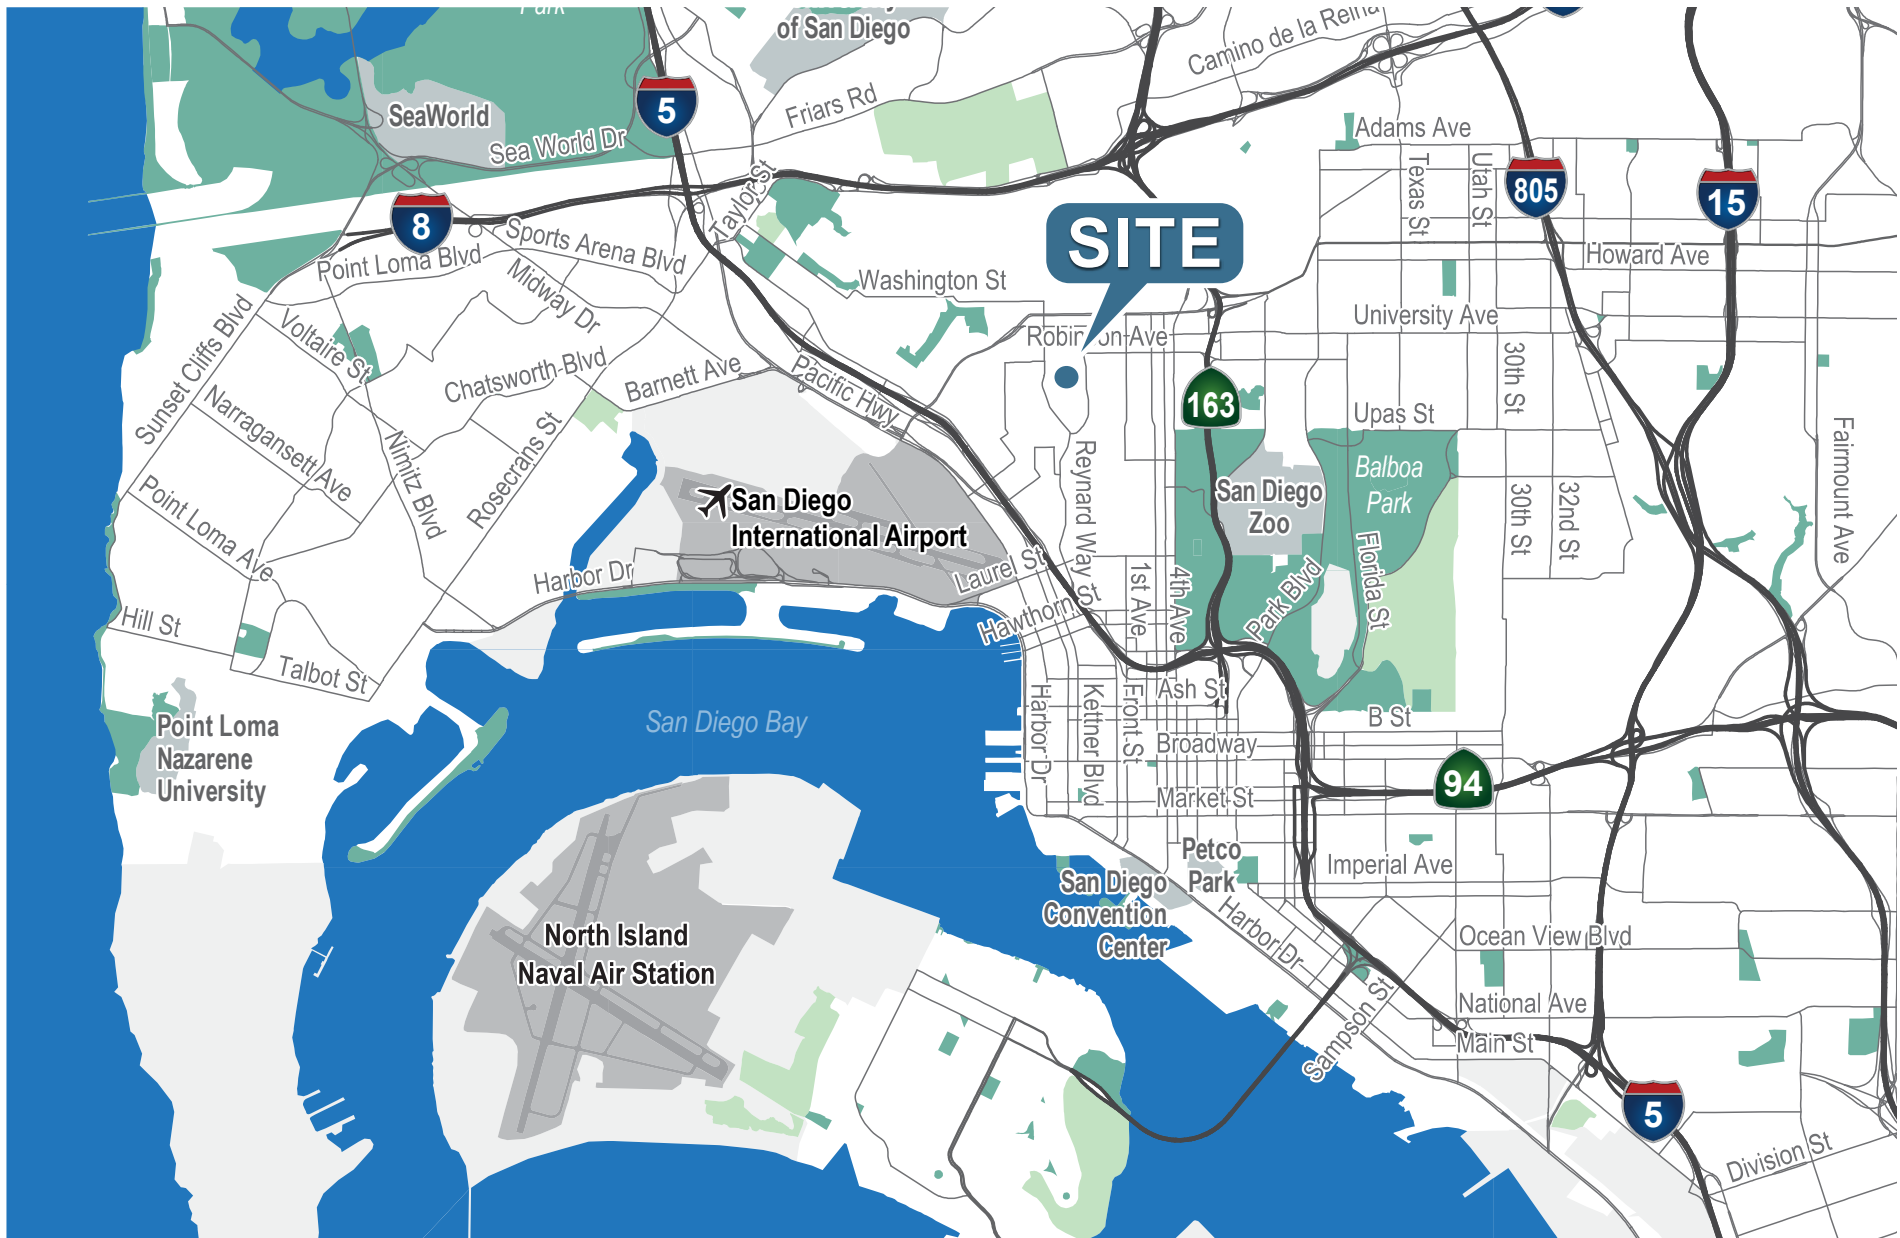 Park
of San Diego
Camino de la Reina
SeaWorld
5
Friars Rd
Sea World Dr
Adams Ave
Texas St
Utah St
805
15
Taylor St
8
SITE
Sports Arena Blvd
Point Loma Blvd
Howard Ave
Midway Dr
Washington St
University Ave
Sunset Cliffs Blvd
Voltaire St
Robinson Ave
30th St
Chatsworth Blvd
Barnett Ave
Pacific Hwy
163
Upas St
Narragansett Ave
Nimitz Blvd
Rosecrans St
Reynard Way
Balboa
Park
Fairmount Ave
San Diego
Zoo
San Diego
International Airport
30th St
32nd St
Point Loma Ave
Harbor Dr
Laurel St
Florida St
1st Ave
4th Ave
Park Blvd
Hawthorn St
Hill St
Talbot St
Ash St
Harbor Dr
Kettner Blvd
Front St
B St
San Diego Bay
Point Loma
Nazarene
University
Broadway
94
Market St
Petco
Park
Imperial Ave
San Diego
Convention
Center
Harbor Dr
Ocean View Blvd
North Island
Naval Air Station
Sampson St
National Ave
Main St
5
Division St